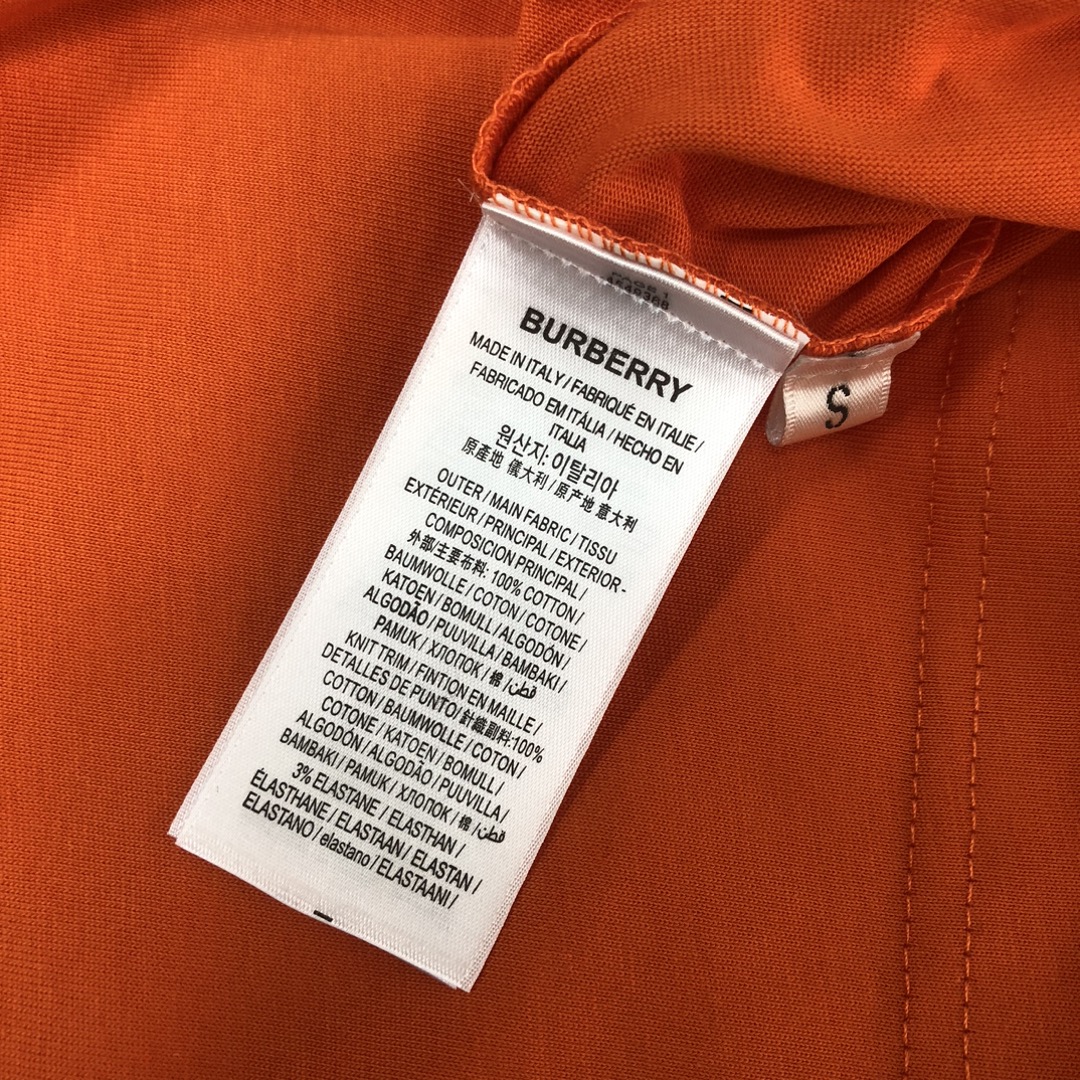 PAGE 1
BURBERRY
MADE IN ITALY / FABRIQUÉ EN ITALIE /
FABRICADO EM ITÁLIA / HECHO EN
ITALIA
원산지: 이탈리아
原產地 儀大利 / 原产地 意大利
OUTER / MAIN FABRIC / TISSU
EXTÉRIEUR / PRINCIPAL / EXTERIOR -
COMPOSICION PRINCIPAL /
外部/主要布料: 100% COTTON /
BAUMWOLLE / COTON / COTONE /
KATOEN / BOMULL / ALGODÓN /
ALGODÃO / PUUVILLA / BAMBAKI /
PAMUK / ХЛОПОК / 棉 / قطن
KNIT TRIM / FINTION EN MAILLE /
DETALLES DE PUNTO/ 針織副料:100%
COTTON / BAUMWOLLE / COTON /
COTONE / KATOEN / BOMULL /
ALGODÓN / ALGODÃO / PUUVILLA /
BAMBAKI / PAMUK / ХЛОПОК / 棉 / قطن
3% ELASTANE / ELASTHAN /
ÉLASTHANE / ELASTAAN / ELASTAN /
ELASTANO / elastano / ELASTAANI /
S